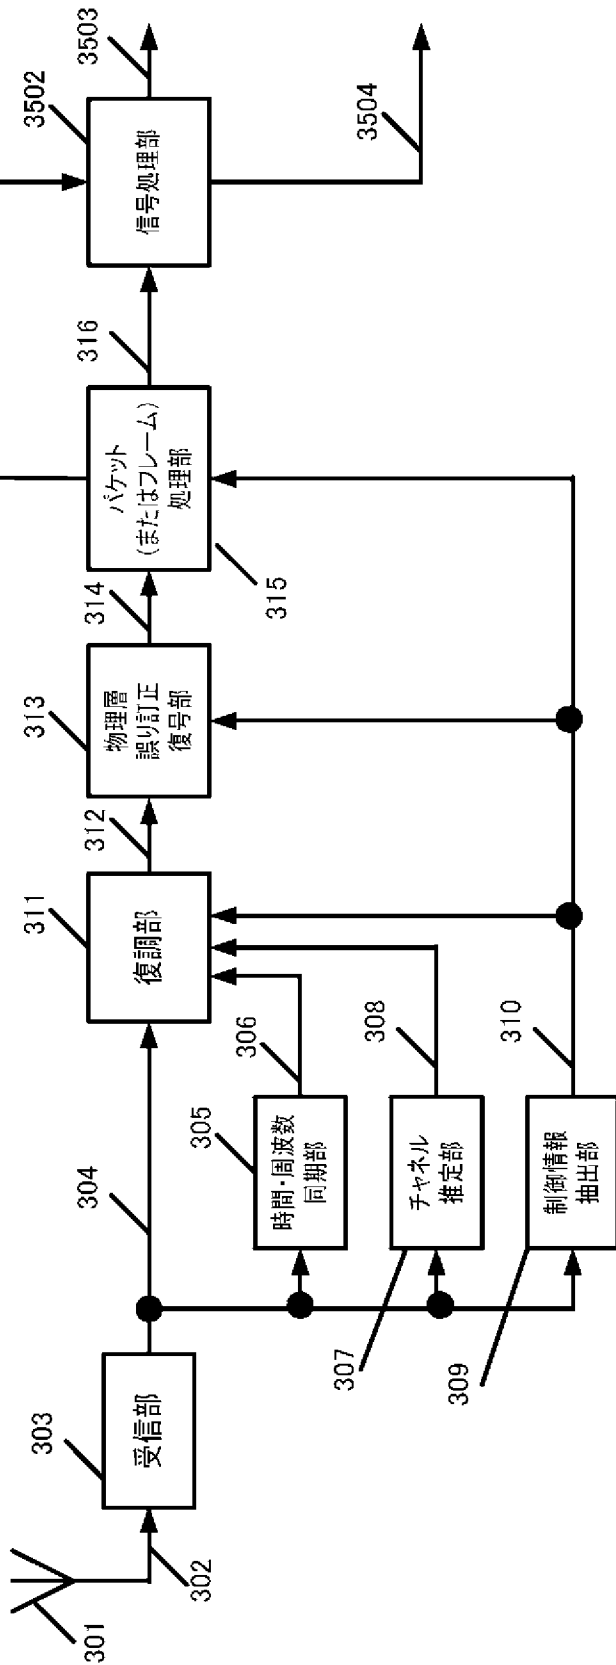 301
302
303
受信部
304
305
時間・周波数
同期部
306
307
チャネル
推定部
308
309
制御情報
抽出部
310
311
復調部
312
313
物理層
誤り訂正
復号部
314
315
パケット
(またはフレーム)
処理部
316
3502
信号処理部
3503
3504